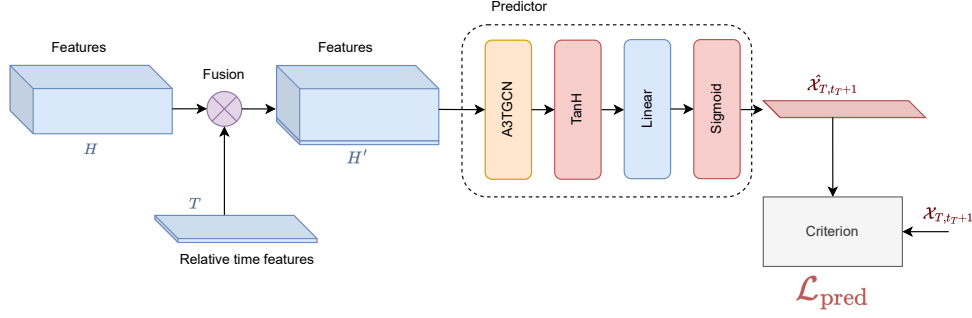 Predictor
Features
Features
Fusion
A3TGCN
TanH
Linear
Sigmoid
$\hat{\mathcal{X}}_{T,t_T+1}$
$H$
$H'$
$T$
Relative time features
Criterion
$\mathcal{X}_{T,t_T+1}$
$\mathcal{L}_{\text{pred}}$